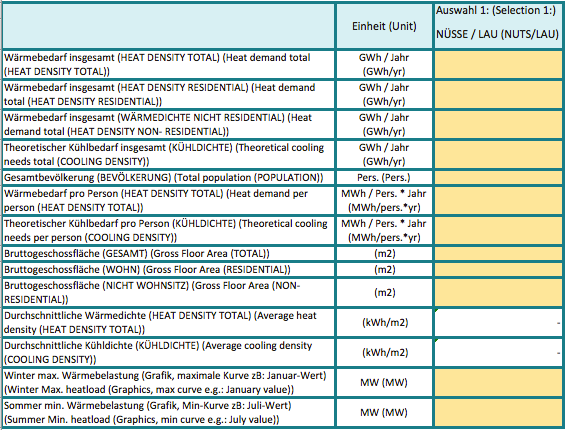 Einheit (Unit)
Auswahl 1: (Selection 1:)
NÜSSE / LAU (NUTS/LAU)
Wärmebedarf insgesamt (HEAT DENSITY TOTAL) (Heat demand total
(HEAT DENSITY TOTAL))
GWh / Jahr
(GWh/yr)
Wärmebedarf insgesamt (HEAT DENSITY RESIDENTIAL) (Heat demand
total (HEAT DENSITY RESIDENTIAL))
GWh / Jahr
(GWh/yr)
Wärmebedarf insgesamt (WÄRMEDICHTE NICHT RESIDENTIAL) (Heat
demand total (HEAT DENSITY NON- RESIDENTIAL))
GWh / Jahr
(GWh/yr)
Theoretischer Kühlbedarf insgesamt (KÜHLDICHTE) (Theoretical cooling
needs total (COOLING DENSITY))
GWh / Jahr
(GWh/yr)
Gesamtbevölkerung (BEVÖLKERUNG) (Total population (POPULATION))
Pers. (Pers.)
Wärmebedarf pro Person (HEAT DENSITY TOTAL) (Heat demand per
person (HEAT DENSITY TOTAL))
MWh / Pers. * Jahr
(MWh/pers.*yr)
Theoretischer Kühlbedarf pro Person (KÜHLDICHTE) (Theoretical cooling
needs per person (COOLING DENSITY))
MWh / Pers. * Jahr
(MWh/pers.*yr)
Bruttogeschossfläche (GESAMT) (Gross Floor Area (TOTAL))
(m2)
Bruttogeschossfläche (WOHN) (Gross Floor Area (RESIDENTIAL))
(m2)
Bruttogeschossfläche (NICHT WOHNSITZ) (Gross Floor Area (NON-
RESIDENTIAL))
(m2)
Durchschnittliche Wärmedichte (HEAT DENSITY TOTAL) (Average heat
density (HEAT DENSITY TOTAL))
(kWh/m2)
-
Durchschnittliche Kühldichte (KÜHLDICHTE) (Average cooling density
(COOLING DENSITY))
(kWh/m2)
-
Winter max. Wärmebelastung (Grafik, maximale Kurve zB: Januar-Wert)
(Winter Max. heatload (Graphics, max curve e.g.: January value))
MW (MW)
Sommer min. Wärmebelastung (Grafik, Min-Kurve zB: Juli-Wert)
(Summer Min. heatload (Graphics, min curve e.g.: July value))
MW (MW)